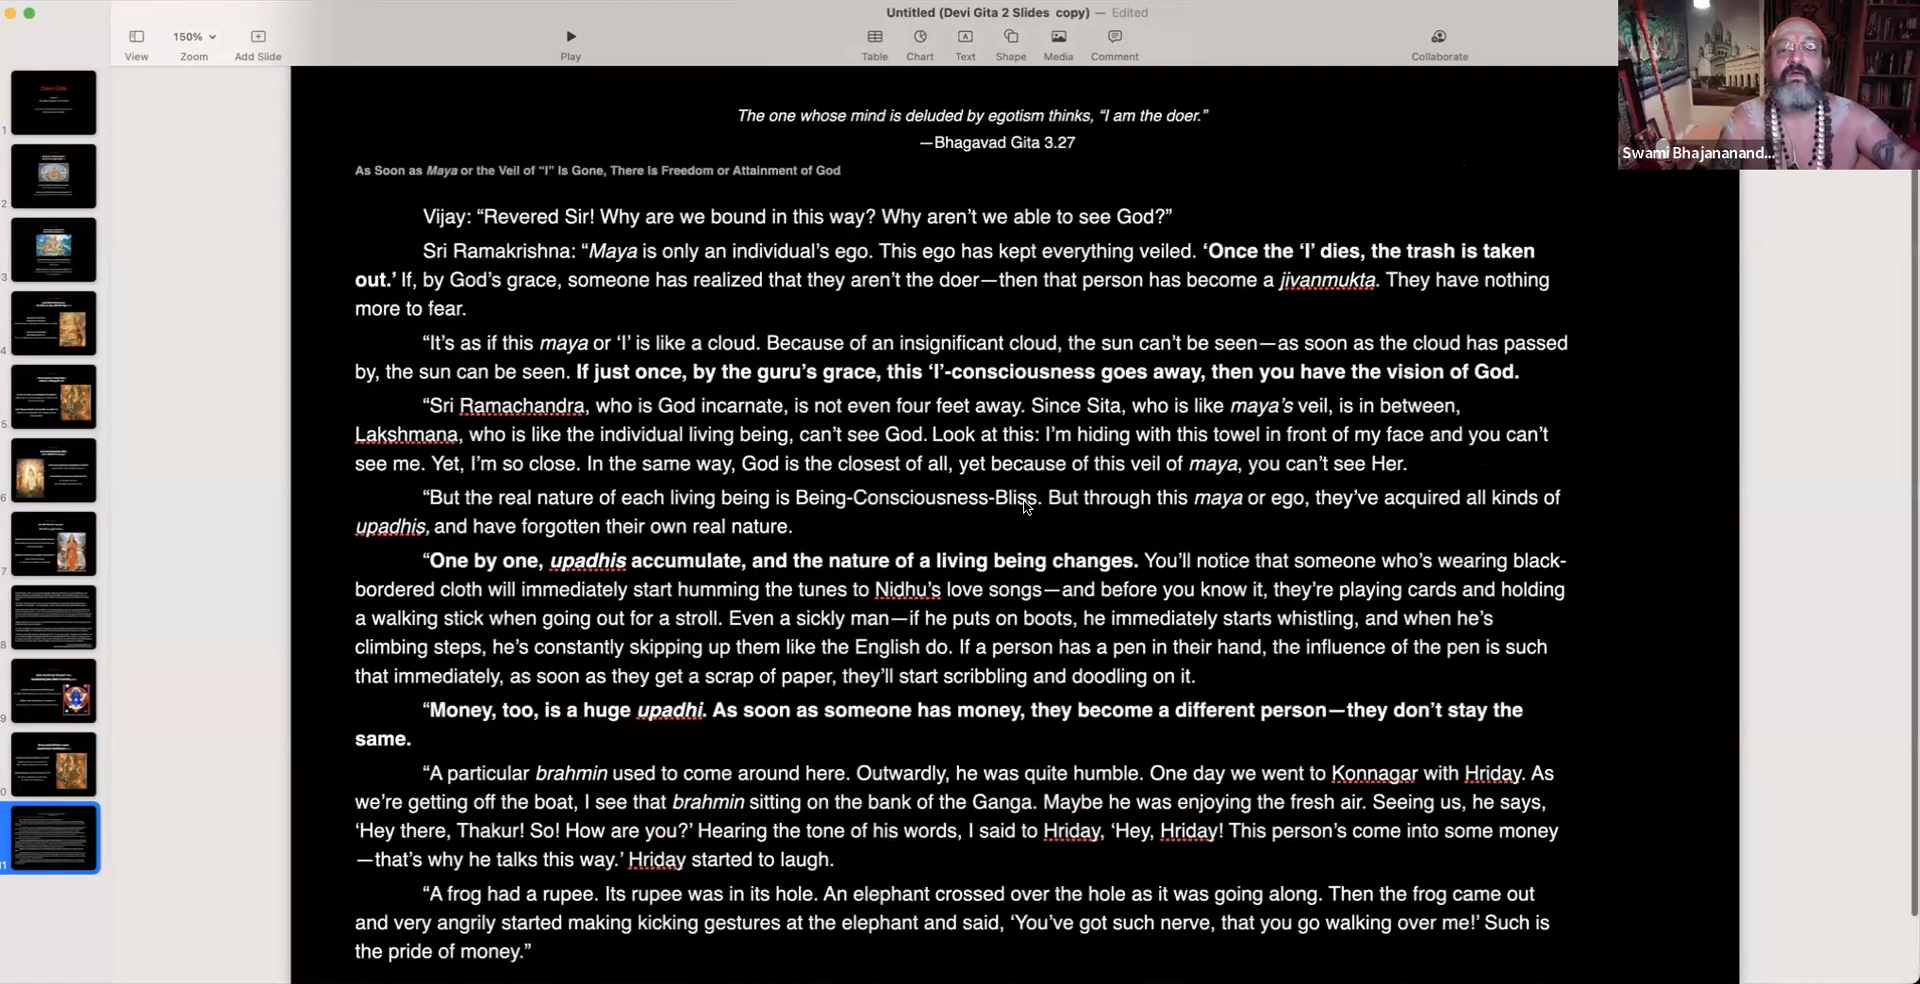 Untitled (Devi Gita 2 Slides copy) — Edited
150%
View
Zoom
Add Slide
Play
Table
Chart
Text
Shape
Media
Comment
Collaborate
Swami Bhajananand...
Devi Gita
1
2
3
4
5
6
7
8
9
0
The one whose mind is deluded by egotism thinks, “I am the doer.”
—Bhagavad Gita 3.27
As Soon as Maya or the Veil of “I” Is Gone, There Is Freedom or Attainment of God
Vijay: “Revered Sir! Why are we bound in this way? Why aren’t we able to see God?”
Sri Ramakrishna: “Maya is only an individual’s ego. This ego has kept everything veiled. ‘Once the ‘I’ dies, the trash is taken
out.’ If, by God’s grace, someone has realized that they aren’t the doer—then that person has become a jivanmukta. They have nothing
more to fear.
“It’s as if this maya or ‘I’ is like a cloud. Because of an insignificant cloud, the sun can’t be seen—as soon as the cloud has passed
by, the sun can be seen. If just once, by the guru’s grace, this ‘I’-consciousness goes away, then you have the vision of God.
“Sri Ramachandra, who is God incarnate, is not even four feet away. Since Sita, who is like maya’s veil, is in between,
Lakshmana, who is like the individual living being, can’t see God. Look at this: I’m hiding with this towel in front of my face and you can’t
see me. Yet, I’m so close. In the same way, God is the closest of all, yet because of this veil of maya, you can’t see Her.
“But the real nature of each living being is Being-Consciousness-Bliss. But through this maya or ego, they’ve acquired all kinds of
upadhis, and have forgotten their own real nature.
“One by one, upadhis accumulate, and the nature of a living being changes. You’ll notice that someone who’s wearing black-
bordered cloth will immediately start humming the tunes to Nidhu’s love songs—and before you know it, they’re playing cards and holding
a walking stick when going out for a stroll. Even a sickly man—if he puts on boots, he immediately starts whistling, and when he’s
climbing steps, he’s constantly skipping up them like the English do. If a person has a pen in their hand, the influence of the pen is such
that immediately, as soon as they get a scrap of paper, they’ll start scribbling and doodling on it.
“Money, too, is a huge upadhi. As soon as someone has money, they become a different person—they don’t stay the
same.
“A particular brahmin used to come around here. Outwardly, he was quite humble. One day we went to Konnagar with Hriday. As
we’re getting off the boat, I see that brahmin sitting on the bank of the Ganga. Maybe he was enjoying the fresh air. Seeing us, he says,
‘Hey there, Thakur! So! How are you?’ Hearing the tone of his words, I said to Hriday, ‘Hey, Hriday! This person’s come into some money
—that’s why he talks this way.’ Hriday started to laugh.
“A frog had a rupee. Its rupee was in its hole. An elephant crossed over the hole as it was going along. Then the frog came out
and very angrily started making kicking gestures at the elephant and said, ‘You’ve got such nerve, that you go walking over me!’ Such is
the pride of money.”